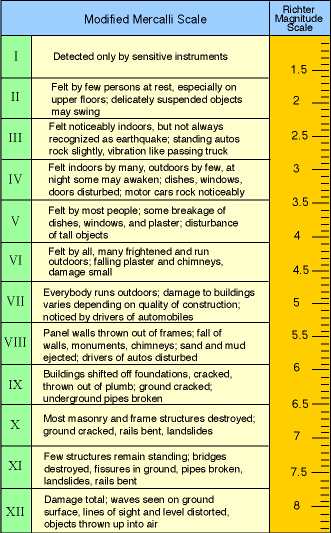 Modified Mercalli Scale
Richter
Magnitude
Scale
I
Detected only by sensitive instruments
1.5
II
Felt by few persons at rest, especially on
upper floors; delicately suspended objects
may swing
2
III
Felt noticeably indoors, but not always
recognized as earthquake; standing autos
rock slightly, vibration like passing truck
2.5
IV
Felt indoors by many, outdoors by few, at
night some may awaken; dishes, windows,
doors disturbed; motor cars rock noticeably
3
3.5
V
Felt by most people; some breakage of
dishes, windows, and plaster; disturbance
of tall objects
4
VI
Felt by all, many frightened and run
outdoors; falling plaster and chimneys,
damage small
4.5
VII
Everybody runs outdoors; damage to buildings
varies depending on quality of construction;
noticed by drivers of automobiles
5
VIII
Panel walls thrown out of frames; fall of
walls, monuments, chimneys; sand and mud
ejected; drivers of autos disturbed
5.5
IX
Buildings shifted off foundations, cracked,
thrown out of plumb; ground cracked;
underground pipes broken
6
6.5
X
Most masonry and frame structures destroyed;
ground cracked, rails bent, landslides
7
XI
Few structures remain standing; bridges
destroyed, fissures in ground, pipes broken,
landslides, rails bent
7.5
XII
Damage total; waves seen on ground
surface, lines of sight and level distorted,
objects thrown up into air
8